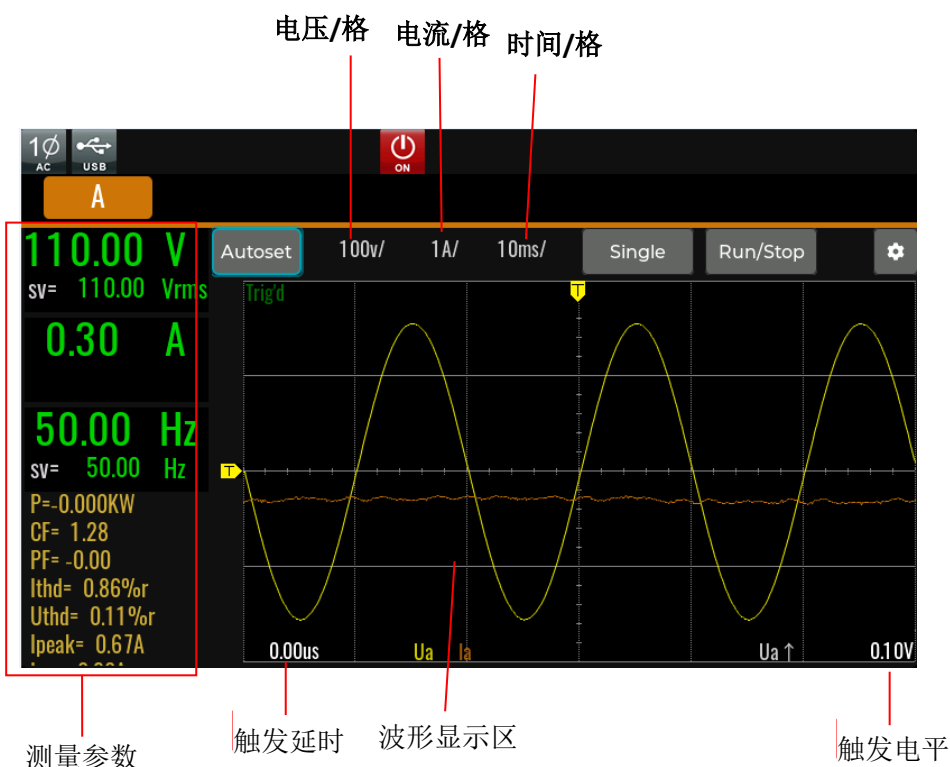 电压/格 电流/格 时间/格
1Ø AC USB ON
A
110.00 V
sv= 110.00 Vrms
0.30 A
50.00 Hz
sv= 50.00 Hz
P=-0.000KW
CF= 1.28
PF= -0.00
Ithd= 0.86%r
Uthd= 0.11%r
Ipeak= 0.67A
Autoset 100v/ 1A/ 10ms/ Single Run/Stop
Trig'd T
T
0.00us Ua Ia Ua↑ 0.10V
测量参数 触发延时 波形显示区 触发电平